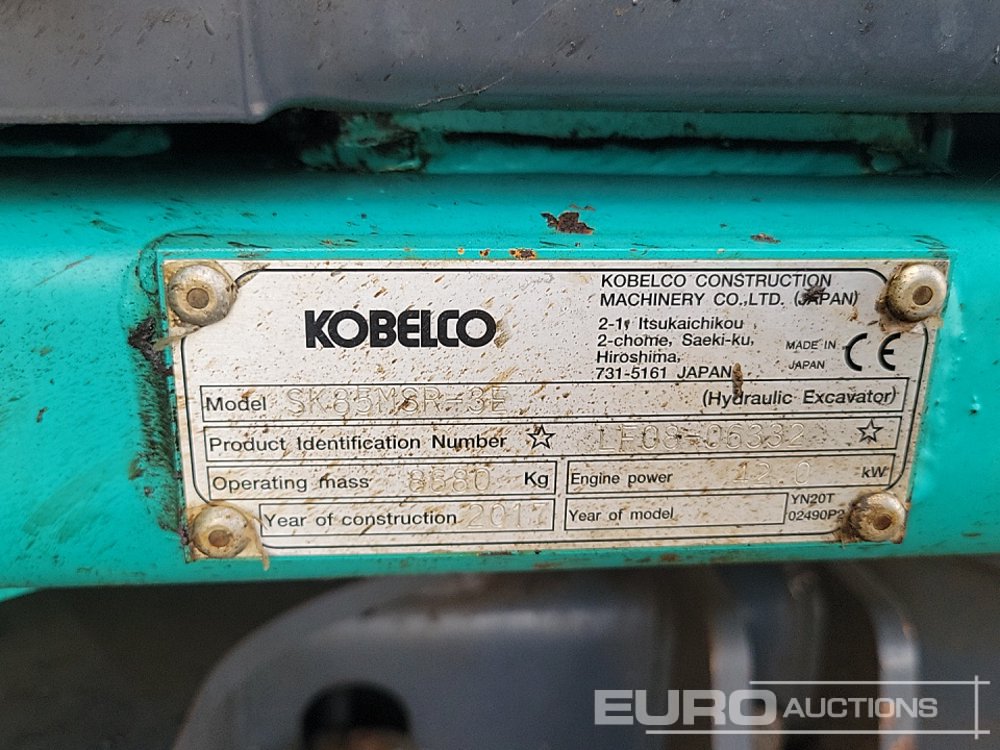 KOBELCO
KOBELCO CONSTRUCTION
MACHINERY CO.,LTD. (JAPAN)
2-1, Itsukaichikou
2-chome, Saeki-ku,
Hiroshima,
731-5161 JAPAN
MADE IN
JAPAN
CE
Model SK85MSR-3E (Hydraulic Excavator)
Product Identification Number ☆ LF08-06332 ☆
Operating mass 8680 Kg
Engine power 42.0 kW
Year of construction 2017
Year of model
YN20T
02490P2
EURO AUCTIONS